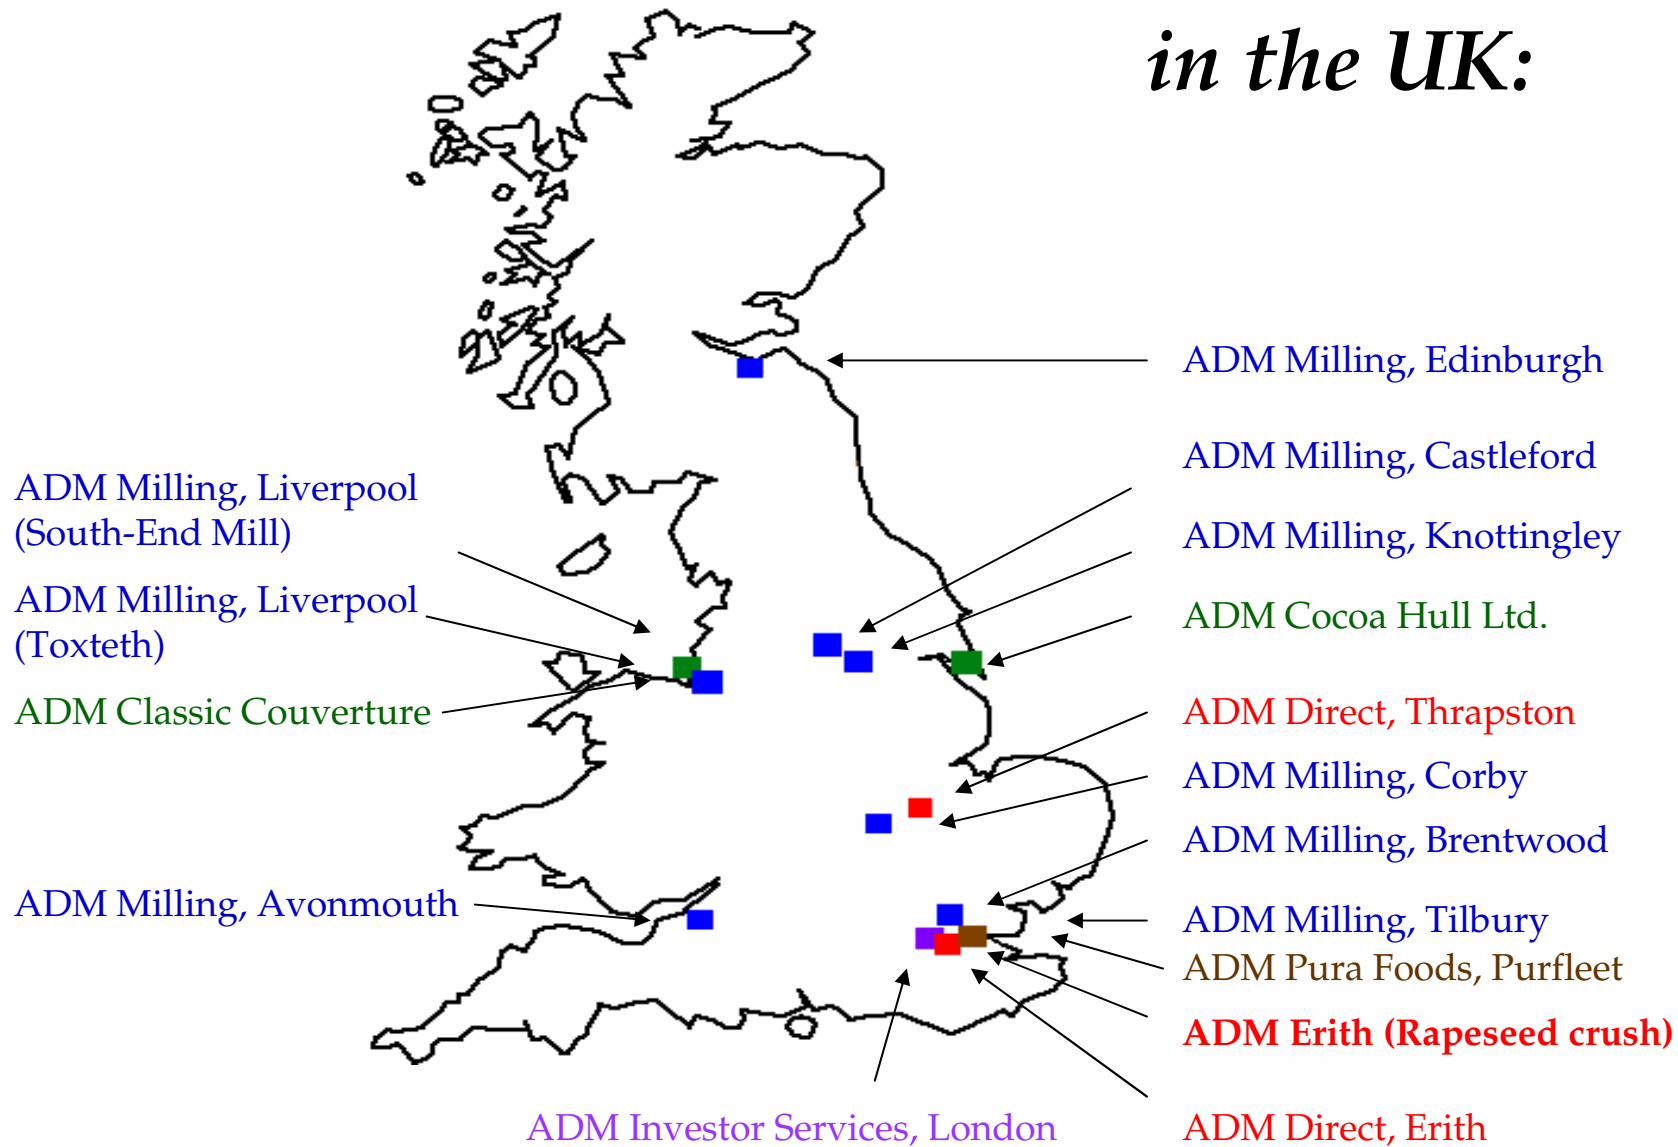 in the UK:
ADM Milling, Edinburgh
ADM Milling, Castleford
ADM Milling, Liverpool
(South-End Mill)
ADM Milling, Knottingley
ADM Milling, Liverpool
(Toxteth)
ADM Cocoa Hull Ltd.
ADM Classic Couverture
ADM Direct, Thrapston
ADM Milling, Corby
ADM Milling, Brentwood
ADM Milling, Avonmouth
ADM Milling, Tilbury
ADM Pura Foods, Purfleet
ADM Erith (Rapeseed crush)
ADM Investor Services, London
ADM Direct, Erith